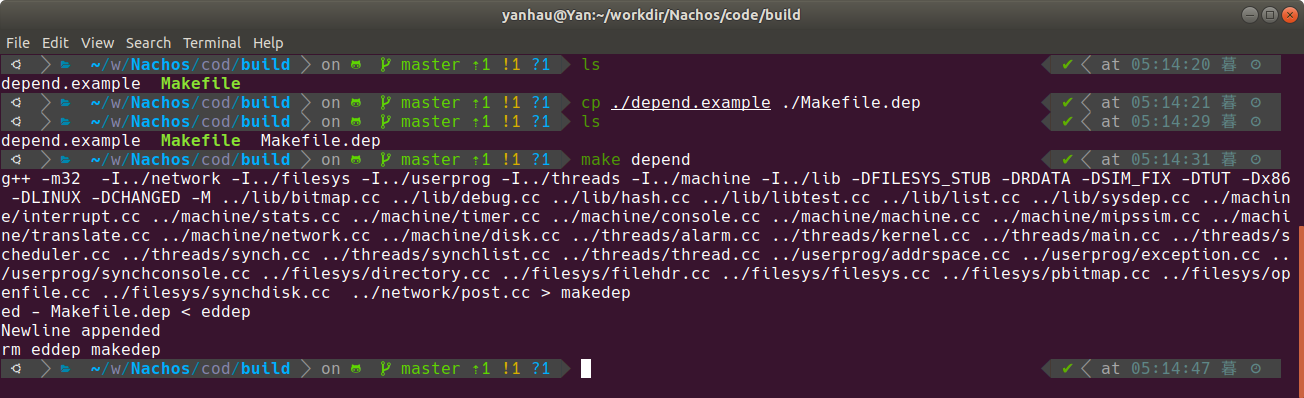 yanhau@Yan:~/workdir/Nachos/code/build
File Edit View Search Terminal Help
~/w/Nachos/cod/build on master ⇡1 !1 ?1 ls ✔ at 05:14:20 暮
depend.example Makefile
~/w/Nachos/cod/build on master ⇡1 !1 ?1 cp ./depend.example ./Makefile.dep ✔ at 05:14:21 暮
~/w/Nachos/cod/build on master ⇡1 !1 ?1 ls ✔ at 05:14:29 暮
depend.example Makefile Makefile.dep
~/w/Nachos/cod/build on master ⇡1 !1 ?1 make depend ✔ at 05:14:31 暮
g++ -m32  -I../network -I../filesys -I../userprog -I../threads -I../machine -I../lib -DFILESYS_STUB -DRDATA -DSIM_FIX -DTUT -Dx86
 -DLINUX -DCHANGED -M ../lib/bitmap.cc ../lib/debug.cc ../lib/hash.cc ../lib/libtest.cc ../lib/list.cc ../lib/sysdep.cc ../machin
e/interrupt.cc ../machine/stats.cc ../machine/timer.cc ../machine/console.cc ../machine/machine.cc ../machine/mipssim.cc ../machi
ne/translate.cc ../machine/network.cc ../machine/disk.cc ../threads/alarm.cc ../threads/kernel.cc ../threads/main.cc ../threads/s
cheduler.cc ../threads/synch.cc ../threads/synchlist.cc ../threads/thread.cc ../userprog/addrspace.cc ../userprog/exception.cc ..
/userprog/synchconsole.cc ../filesys/directory.cc ../filesys/filehdr.cc ../filesys/filesys.cc ../filesys/pbitmap.cc ../filesys/op
enfile.cc ../filesys/synchdisk.cc  ../network/post.cc > makedep
ed - Makefile.dep < eddep
Newline appended
rm eddep makedep
~/w/Nachos/cod/build on master ⇡1 !1 ?1 ✔ at 05:14:47 暮